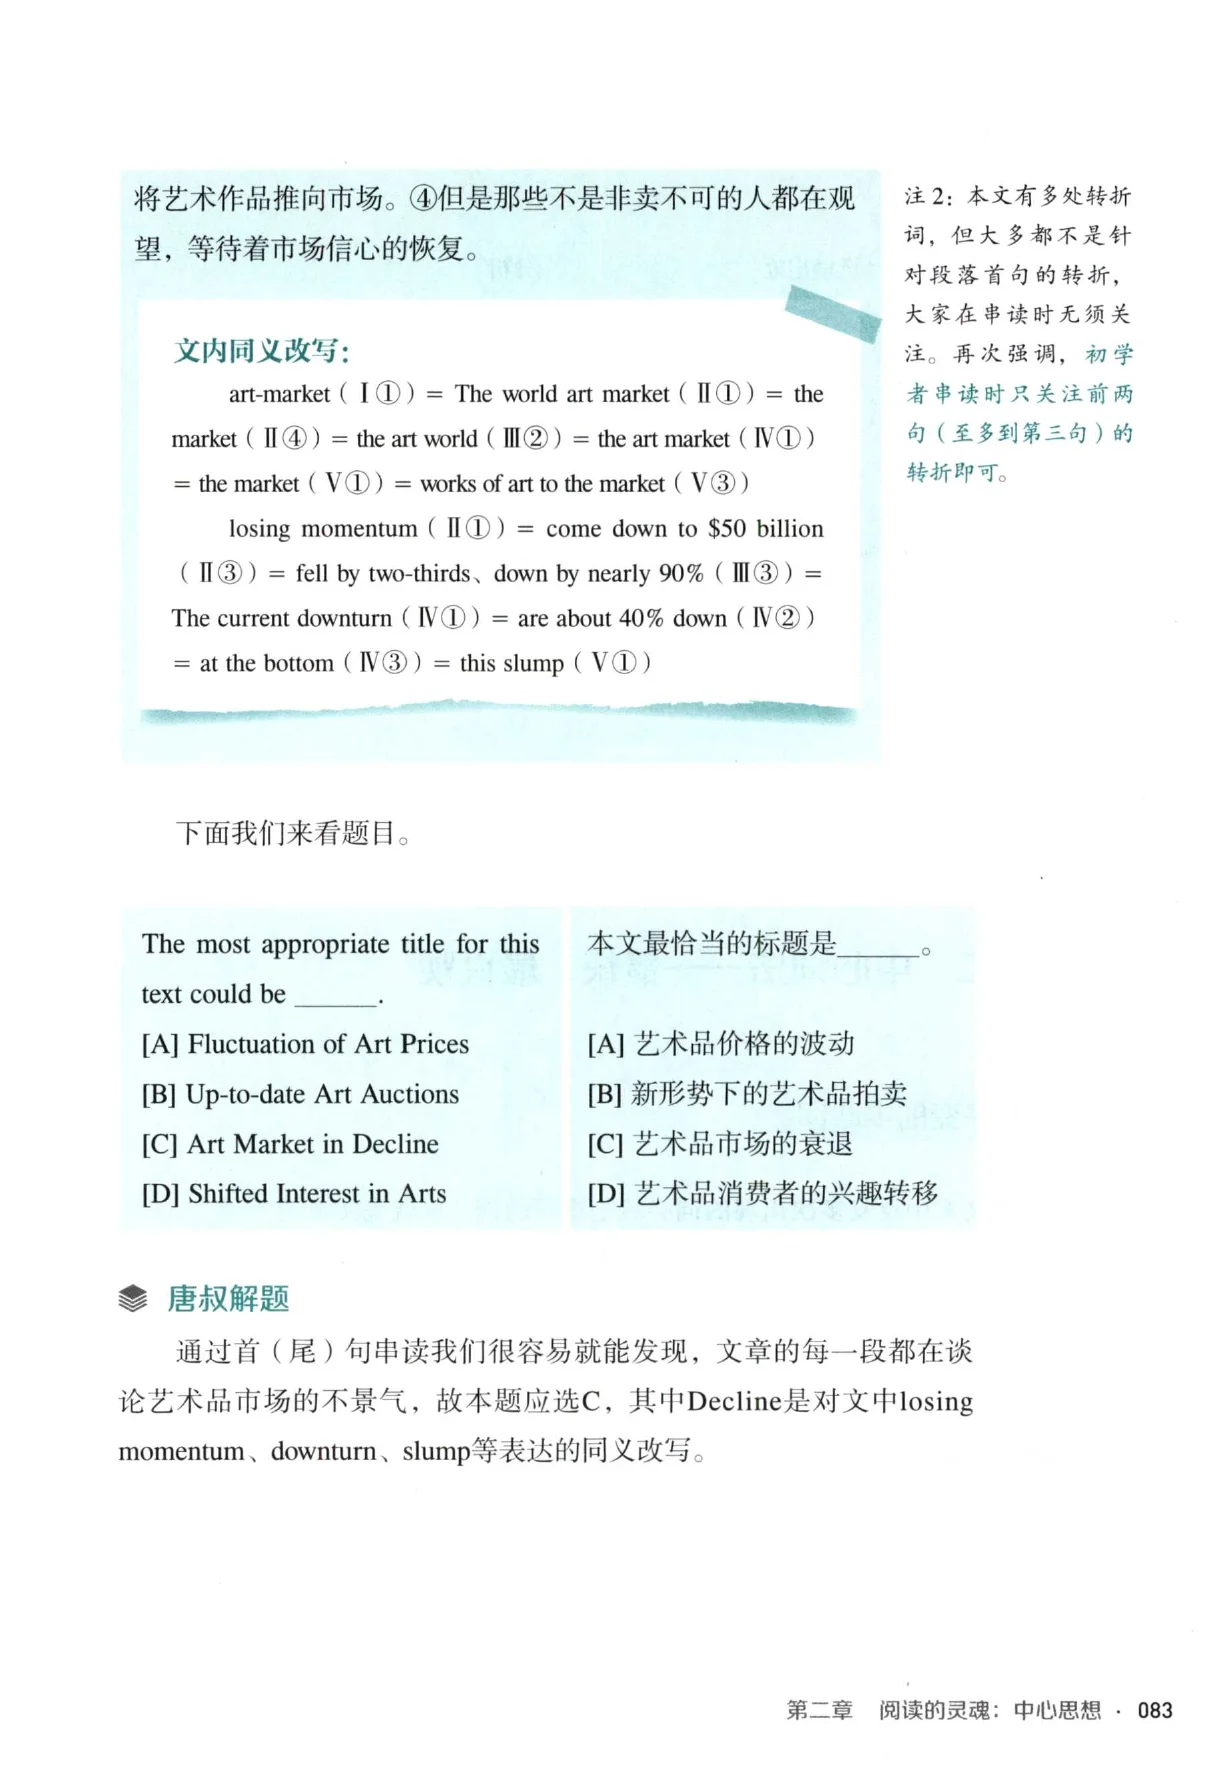 将艺术作品推向市场。④但是那些不是非卖不可的人都在观
望，等待着市场信心的恢复。
注2：本文有多处转折
词，但大多都不是针
对段落首句的转折，
大家在串读时无须关
注。再次强调，初学
者串读时只关注前两
句（至多到第三句）的
转折即可。
文内同义改写：
art-market（Ⅰ①）= The world art market（Ⅱ①）= the
market（Ⅱ④）= the art world（Ⅲ②）= the art market（Ⅳ①）
= the market（Ⅴ①）= works of art to the market（Ⅴ③）
losing momentum（Ⅱ①）= come down to $50 billion
（Ⅱ③）= fell by two-thirds、down by nearly 90%（Ⅲ③）=
The current downturn（Ⅳ①）= are about 40% down（Ⅳ②）
= at the bottom（Ⅳ③）= this slump（Ⅴ①）
下面我们来看题目。
The most appropriate title for this
text could be ______.
[A] Fluctuation of Art Prices
[B] Up-to-date Art Auctions
[C] Art Market in Decline
[D] Shifted Interest in Arts
本文最恰当的标题是______。
[A] 艺术品价格的波动
[B] 新形势下的艺术品拍卖
[C] 艺术品市场的衰退
[D] 艺术品消费者的兴趣转移
唐叔解题
通过首（尾）句串读我们很容易就能发现，文章的每一段都在谈
论艺术品市场的不景气，故本题应选C，其中Decline是对文中losing
momentum、downturn、slump等表达的同义改写。
第二章 阅读的灵魂：中心思想 · 083